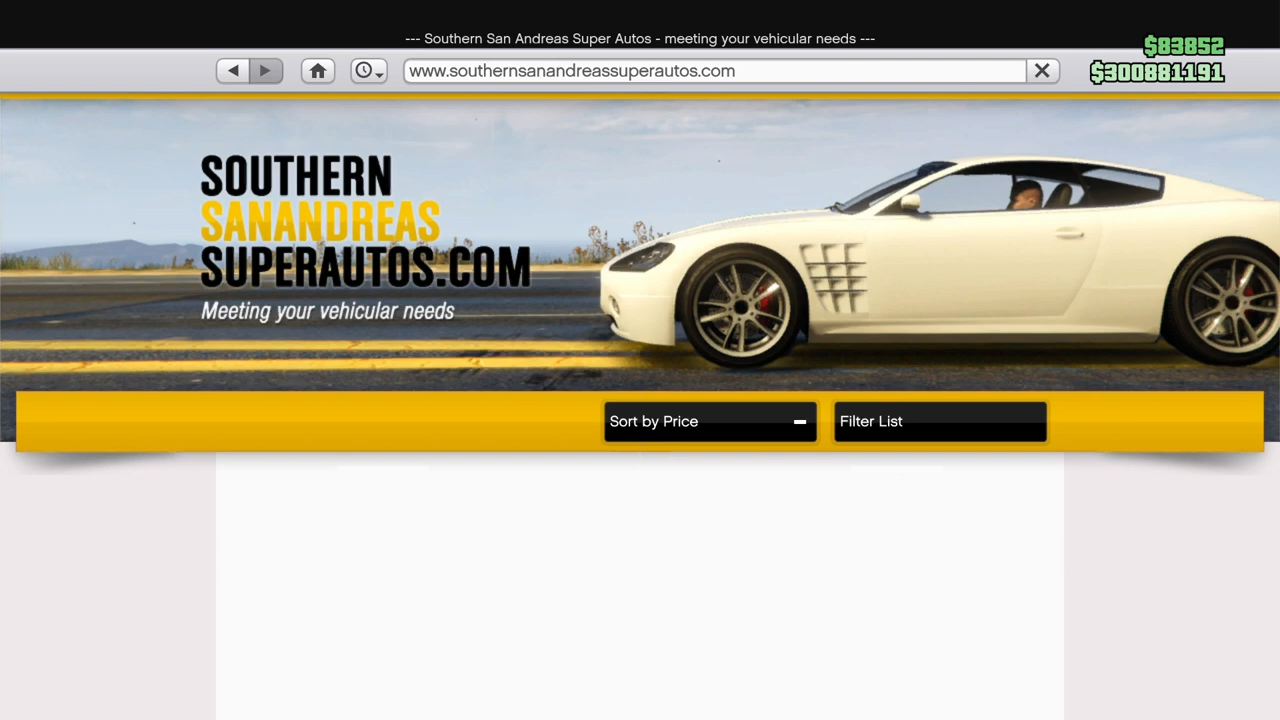 --- Southern San Andreas Super Autos - meeting your vehicular needs ---
$83852
www.southernsanandreassuperautos.com
$300881191
SOUTHERN
SANANDREAS
SUPERAUTOS.COM
Meeting your vehicular needs
Sort by Price
Filter List